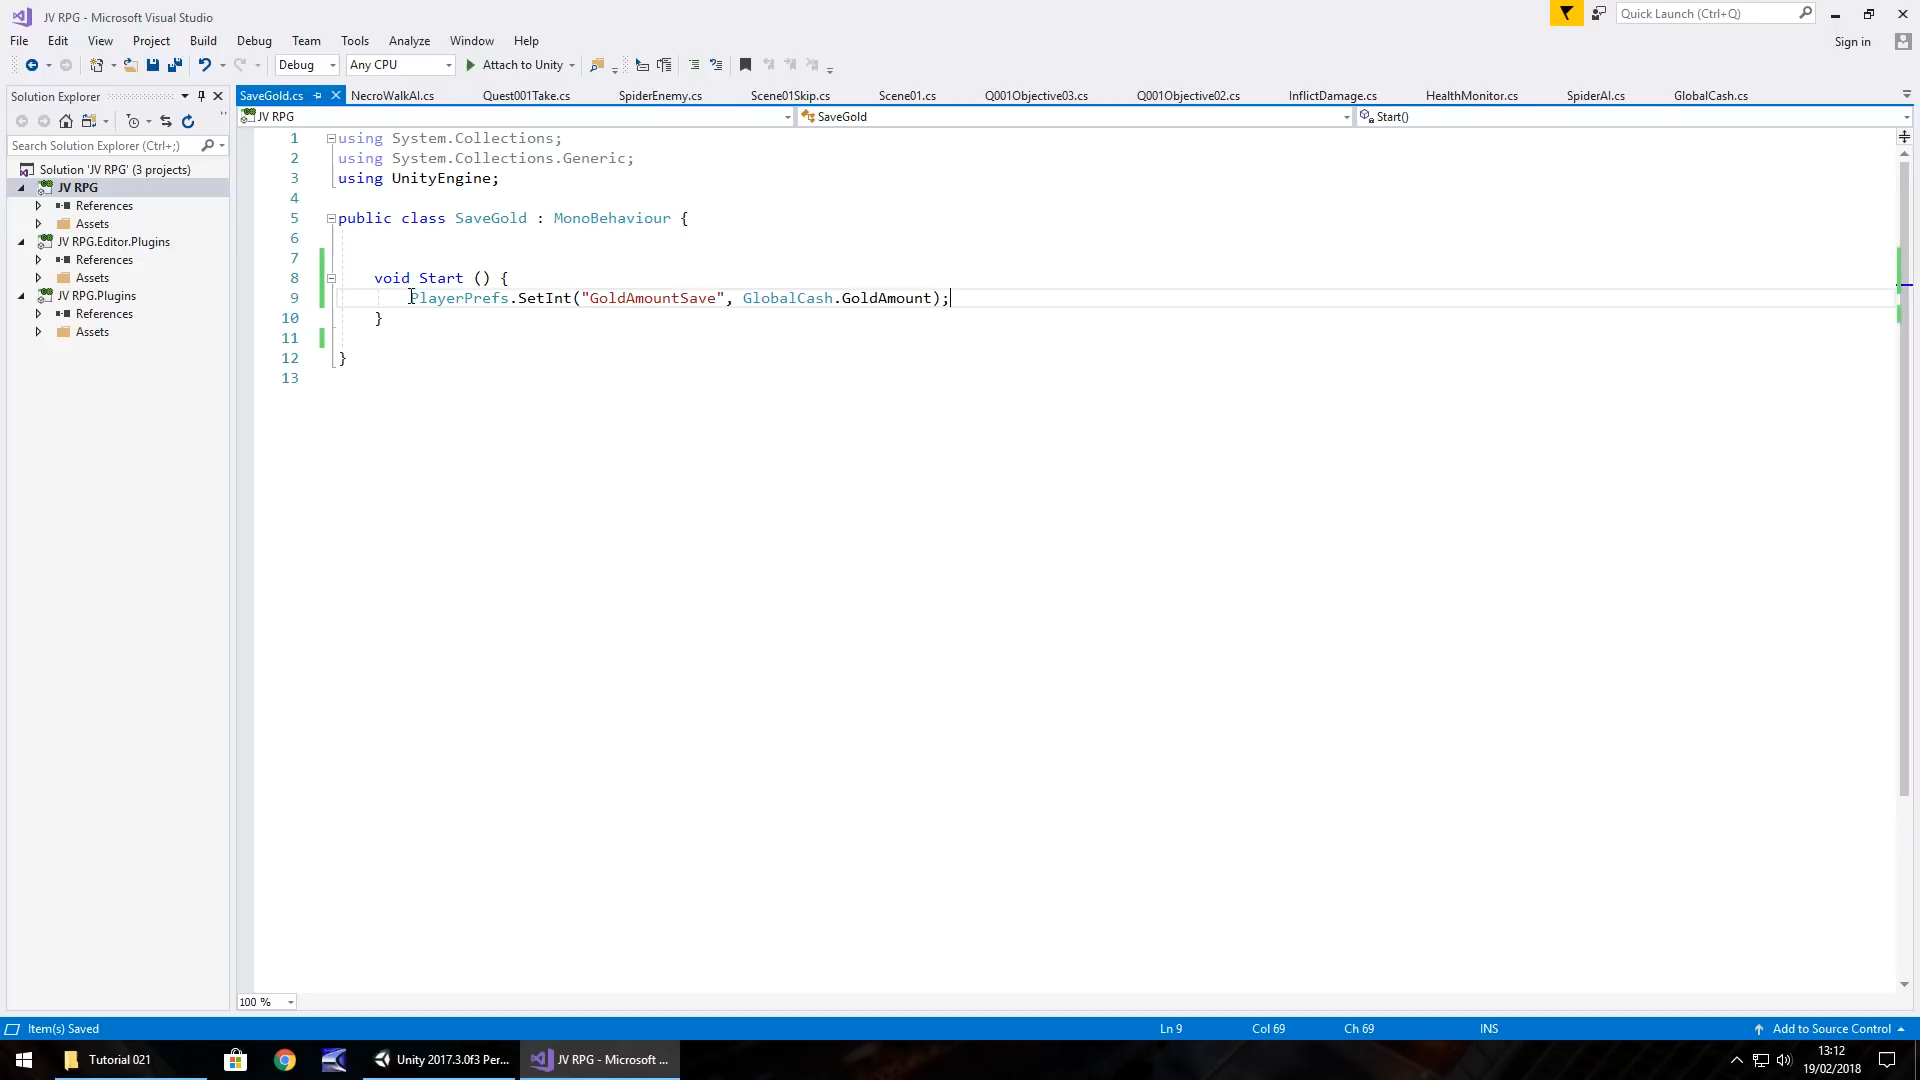 JV RPG - Microsoft Visual Studio
Quick Launch (Ctrl+Q)
File Edit View Project Build Debug Team Tools Analyze Window Help
Sign in
Debug Any CPU Attach to Unity
Solution Explorer
SaveGold.cs NecroWalkAI.cs Quest001Take.cs SpiderEnemy.cs Scene01Skip.cs Scene01.cs Q001Objective03.cs Q001Objective02.cs InflictDamage.cs HealthMonitor.cs SpiderAI.cs GlobalCash.cs
JV RPG SaveGold Start()
Search Solution Explorer (Ctrl+;)
Solution 'JV RPG' (3 projects)
JV RPG
References
Assets
JV RPG.Editor.Plugins
References
Assets
JV RPG.Plugins
References
Assets
1 using System.Collections;
2 using System.Collections.Generic;
3 using UnityEngine;
4
5 public class SaveGold : MonoBehaviour {
6
7
8 void Start () {
9 PlayerPrefs.SetInt("GoldAmountSave", GlobalCash.GoldAmount);
10 }
11
12 }
13
100 %
Item(s) Saved Ln 9 Col 69 Ch 69 INS Add to Source Control
Tutorial 021 Unity 2017.3.0f3 Per... JV RPG - Microsoft ...
13:12
19/02/2018